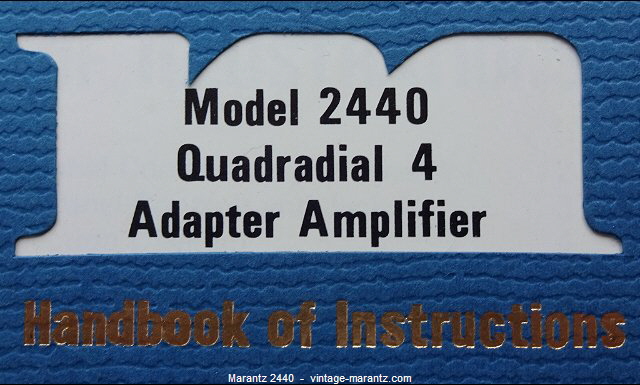 Model 2440
Quadradial 4
Adapter Amplifier
Handbook of Instructions
Marantz 2440 - vintage-marantz.com